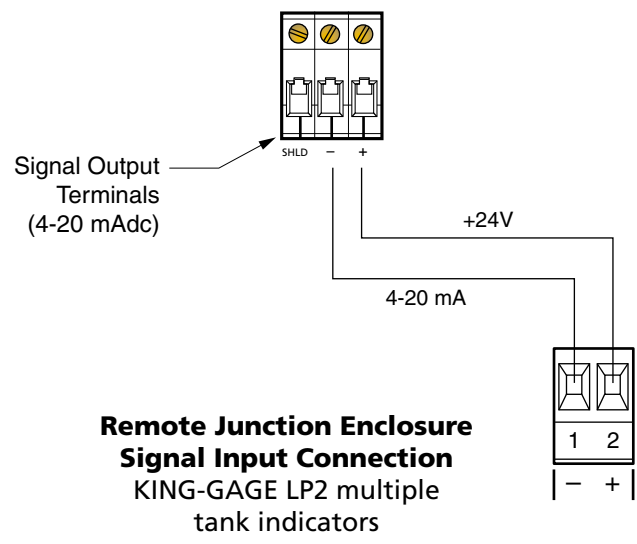 SHLD – +
Signal Output
Terminals
(4-20 mAdc)
+24V
4-20 mA
Remote Junction Enclosure
Signal Input Connection
KING-GAGE LP2 multiple
tank indicators
1 2
– +